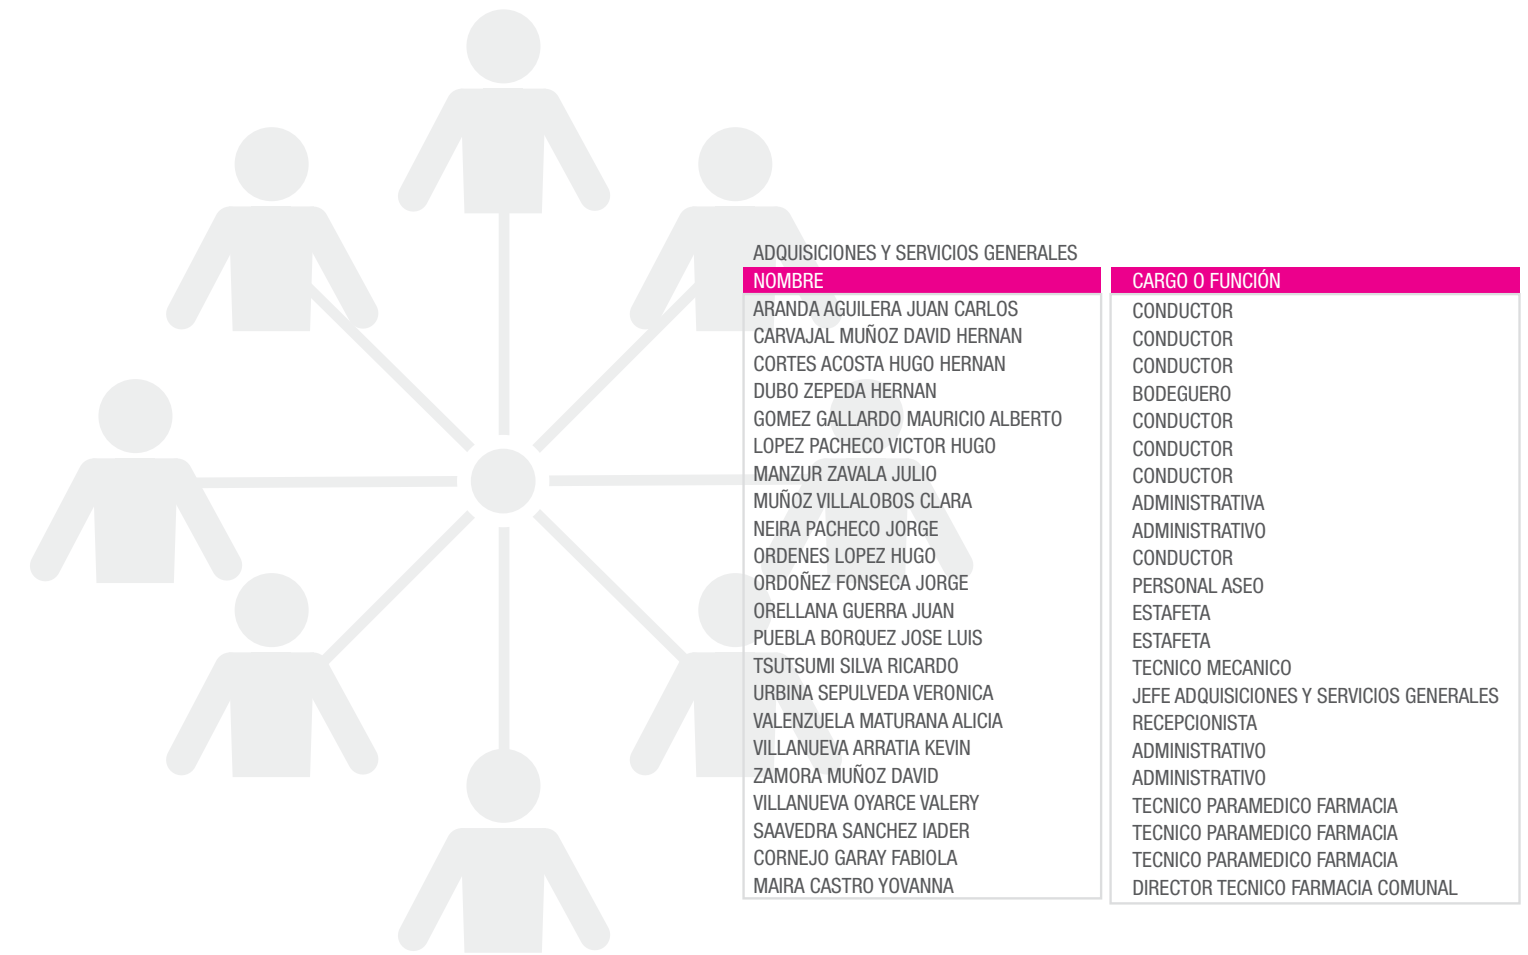 ADQUISICIONES Y SERVICIOS GENERALES
NOMBRE CARGO O FUNCIÓN
ARANDA AGUILERA JUAN CARLOS CONDUCTOR
CARVAJAL MUÑOZ DAVID HERNAN CONDUCTOR
CORTES ACOSTA HUGO HERNAN CONDUCTOR
DUBO ZEPEDA HERNAN BODEGUERO
GOMEZ GALLARDO MAURICIO ALBERTO CONDUCTOR
LOPEZ PACHECO VICTOR HUGO CONDUCTOR
MANZUR ZAVALA JULIO CONDUCTOR
MUÑOZ VILLALOBOS CLARA ADMINISTRATIVA
NEIRA PACHECO JORGE ADMINISTRATIVO
ORDENES LOPEZ HUGO CONDUCTOR
ORDOÑEZ FONSECA JORGE PERSONAL ASEO
ORELLANA GUERRA JUAN ESTAFETA
PUEBLA BORQUEZ JOSE LUIS ESTAFETA
TSUTSUMI SILVA RICARDO TECNICO MECANICO
URBINA SEPULVEDA VERONICA JEFE ADQUISICIONES Y SERVICIOS GENERALES
VALENZUELA MATURANA ALICIA RECEPCIONISTA
VILLANUEVA ARRATIA KEVIN ADMINISTRATIVO
ZAMORA MUÑOZ DAVID ADMINISTRATIVO
VILLANUEVA OYARCE VALERY TECNICO PARAMEDICO FARMACIA
SAAVEDRA SANCHEZ IADER TECNICO PARAMEDICO FARMACIA
CORNEJO GARAY FABIOLA TECNICO PARAMEDICO FARMACIA
MAIRA CASTRO YOVANNA DIRECTOR TECNICO FARMACIA COMUNAL